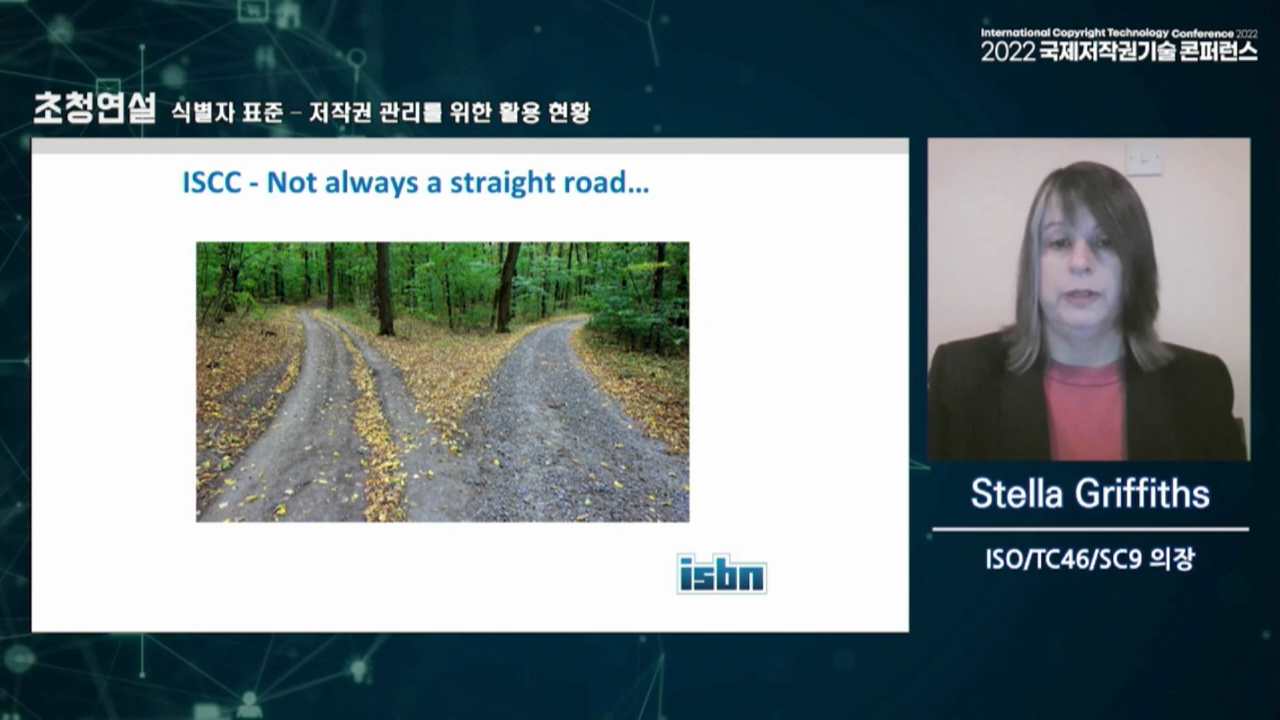 International Copyright Technology Conference 2022
2022 국제저작권기술 콘퍼런스
초청연설 식별자 표준 – 저작권 관리를 위한 활용 현황
ISCC - Not always a straight road...
isbn
Stella Griffiths
ISO/TC46/SC9 의장